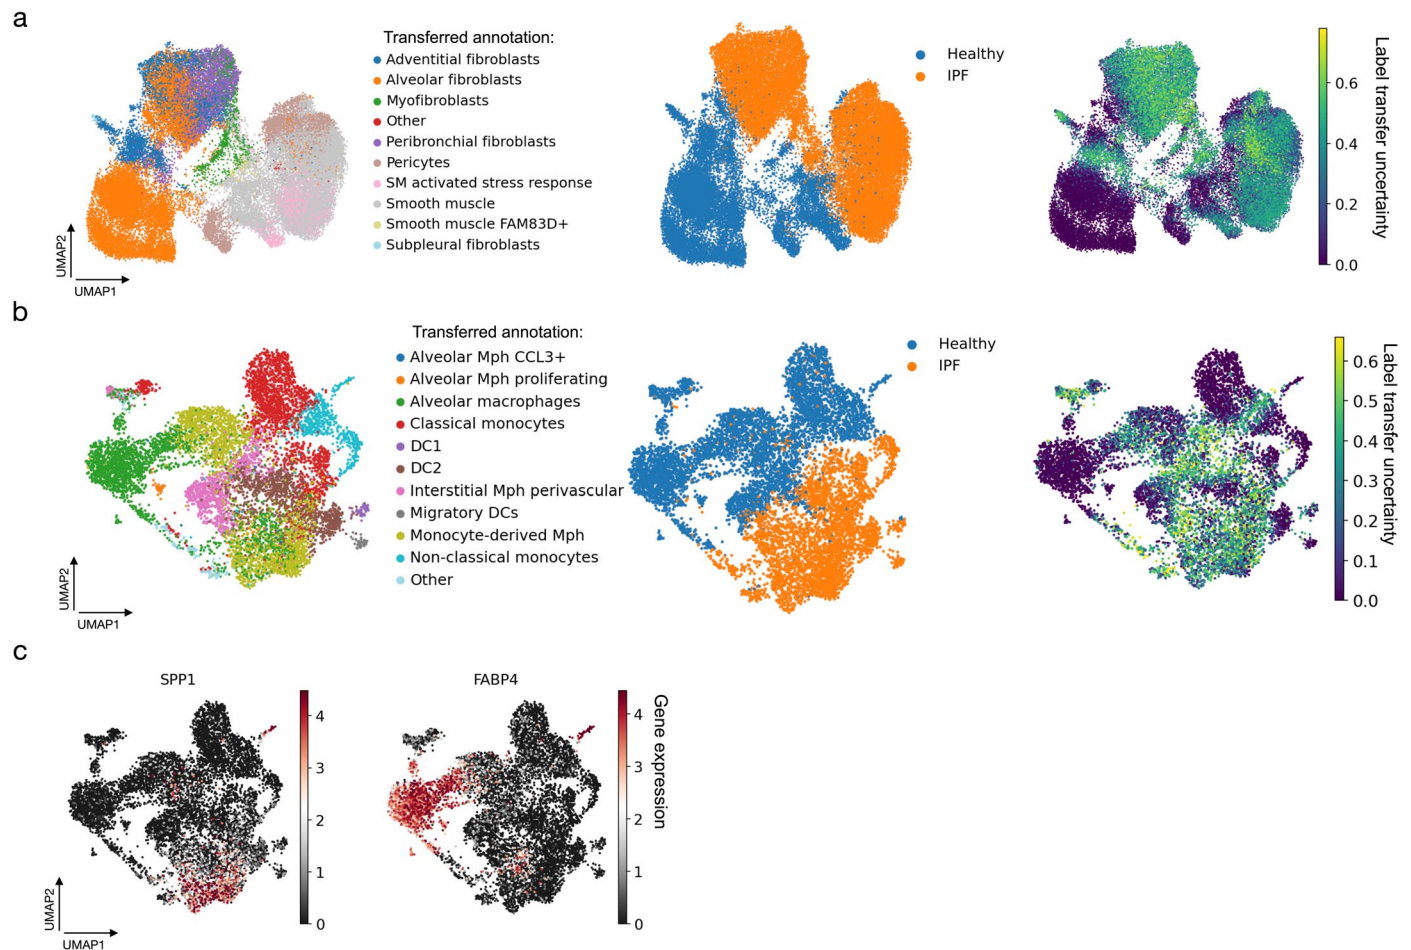 a
Transferred annotation:
Adventitial fibroblasts
Alveolar fibroblasts
Myofibroblasts
Other
Peribronchial fibroblasts
Pericytes
SM activated stress response
Smooth muscle
Smooth muscle FAM83D+
Subpleural fibroblasts
UMAP2
UMAP1
Healthy
IPF
0.6
0.4
0.2
0.0
Label transfer uncertainty
b
Transferred annotation:
Alveolar Mph CCL3+
Alveolar Mph proliferating
Alveolar macrophages
Classical monocytes
DC1
DC2
Interstitial Mph perivascular
Migratory DCs
Monocyte-derived Mph
Non-classical monocytes
Other
UMAP2
UMAP1
Healthy
IPF
0.6
0.5
0.4
0.3
0.2
0.1
0.0
Label transfer uncertainty
c
SPP1
4
3
2
1
0
UMAP2
UMAP1
FABP4
4
3
2
1
0
Gene expression